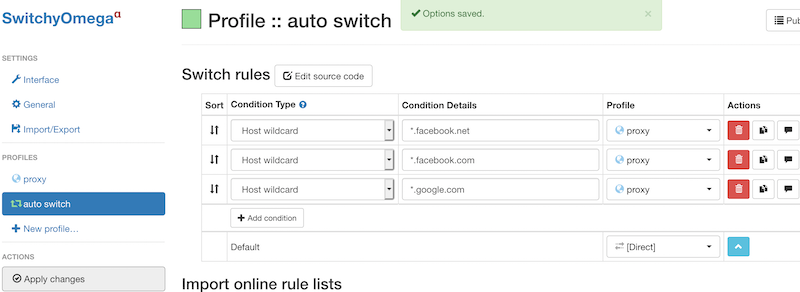 SwitchyOmegaα
Profile :: auto switch
Options saved.
×
Pub
SETTINGS
Interface
General
Import/Export
PROFILES
proxy
auto switch
New profile…
ACTIONS
Apply changes
Switch rules
Edit source code
Sort Condition Type Condition Details Profile Actions
Host wildcard *.facebook.net proxy
Host wildcard *.facebook.com proxy
Host wildcard *.google.com proxy
Add condition
Default [Direct]
Import online rule lists